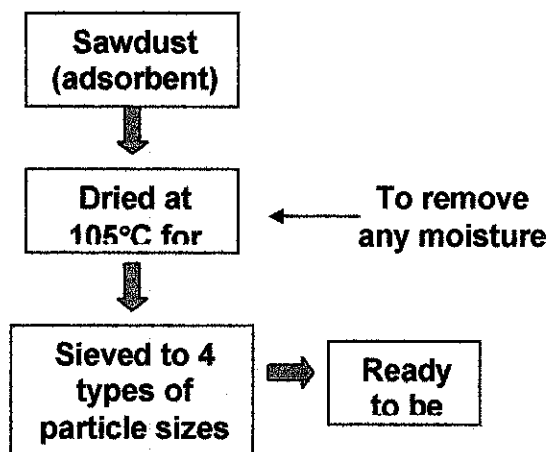 Sawdust
(adsorbent)
Dried at
105°C for
To remove
any moisture
Sieved to 4
types of
particle sizes
Ready
to be